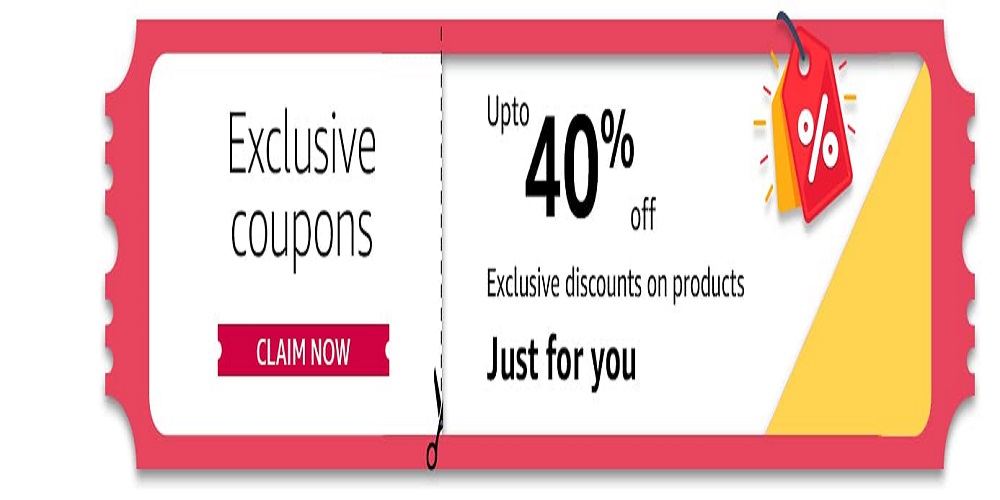 Exclusive
coupons
CLAIM NOW
Upto
40%
off
Exclusive discounts on products
Just for you
%